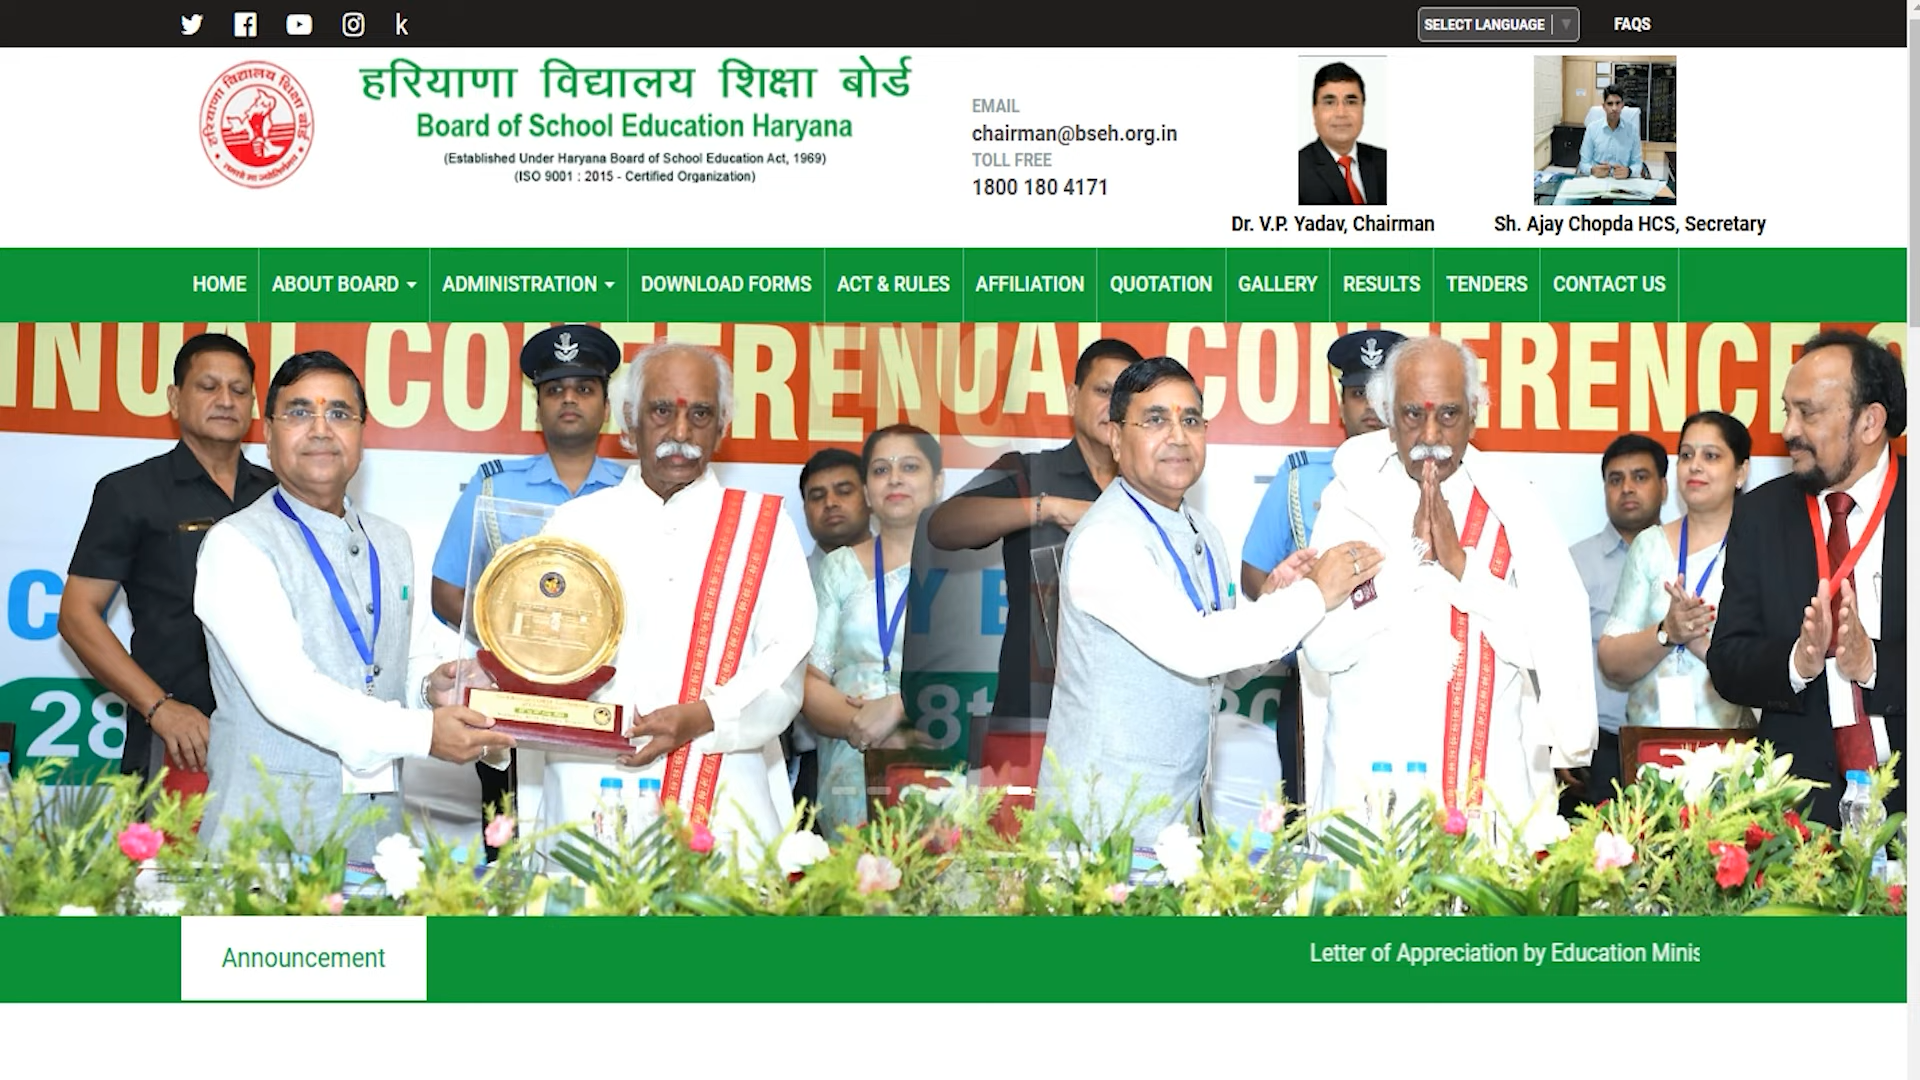 k
SELECT LANGUAGE ▼
FAQS
हरियाणा विद्यालय शिक्षा बोर्ड
Board of School Education Haryana
(Established Under Haryana Board of School Education Act, 1969)
(ISO 9001 : 2015 - Certified Organization)
हरियाणा विद्यालय शिक्षा बोर्ड
EMAIL
chairman@bseh.org.in
TOLL FREE
1800 180 4171
Dr. V.P. Yadav, Chairman
Sh. Ajay Chopda HCS, Secretary
HOME ABOUT BOARD ADMINISTRATION DOWNLOAD FORMS ACT & RULES AFFILIATION QUOTATION GALLERY RESULTS TENDERS CONTACT US
28
Announcement
Letter of Appreciation by Education Minis